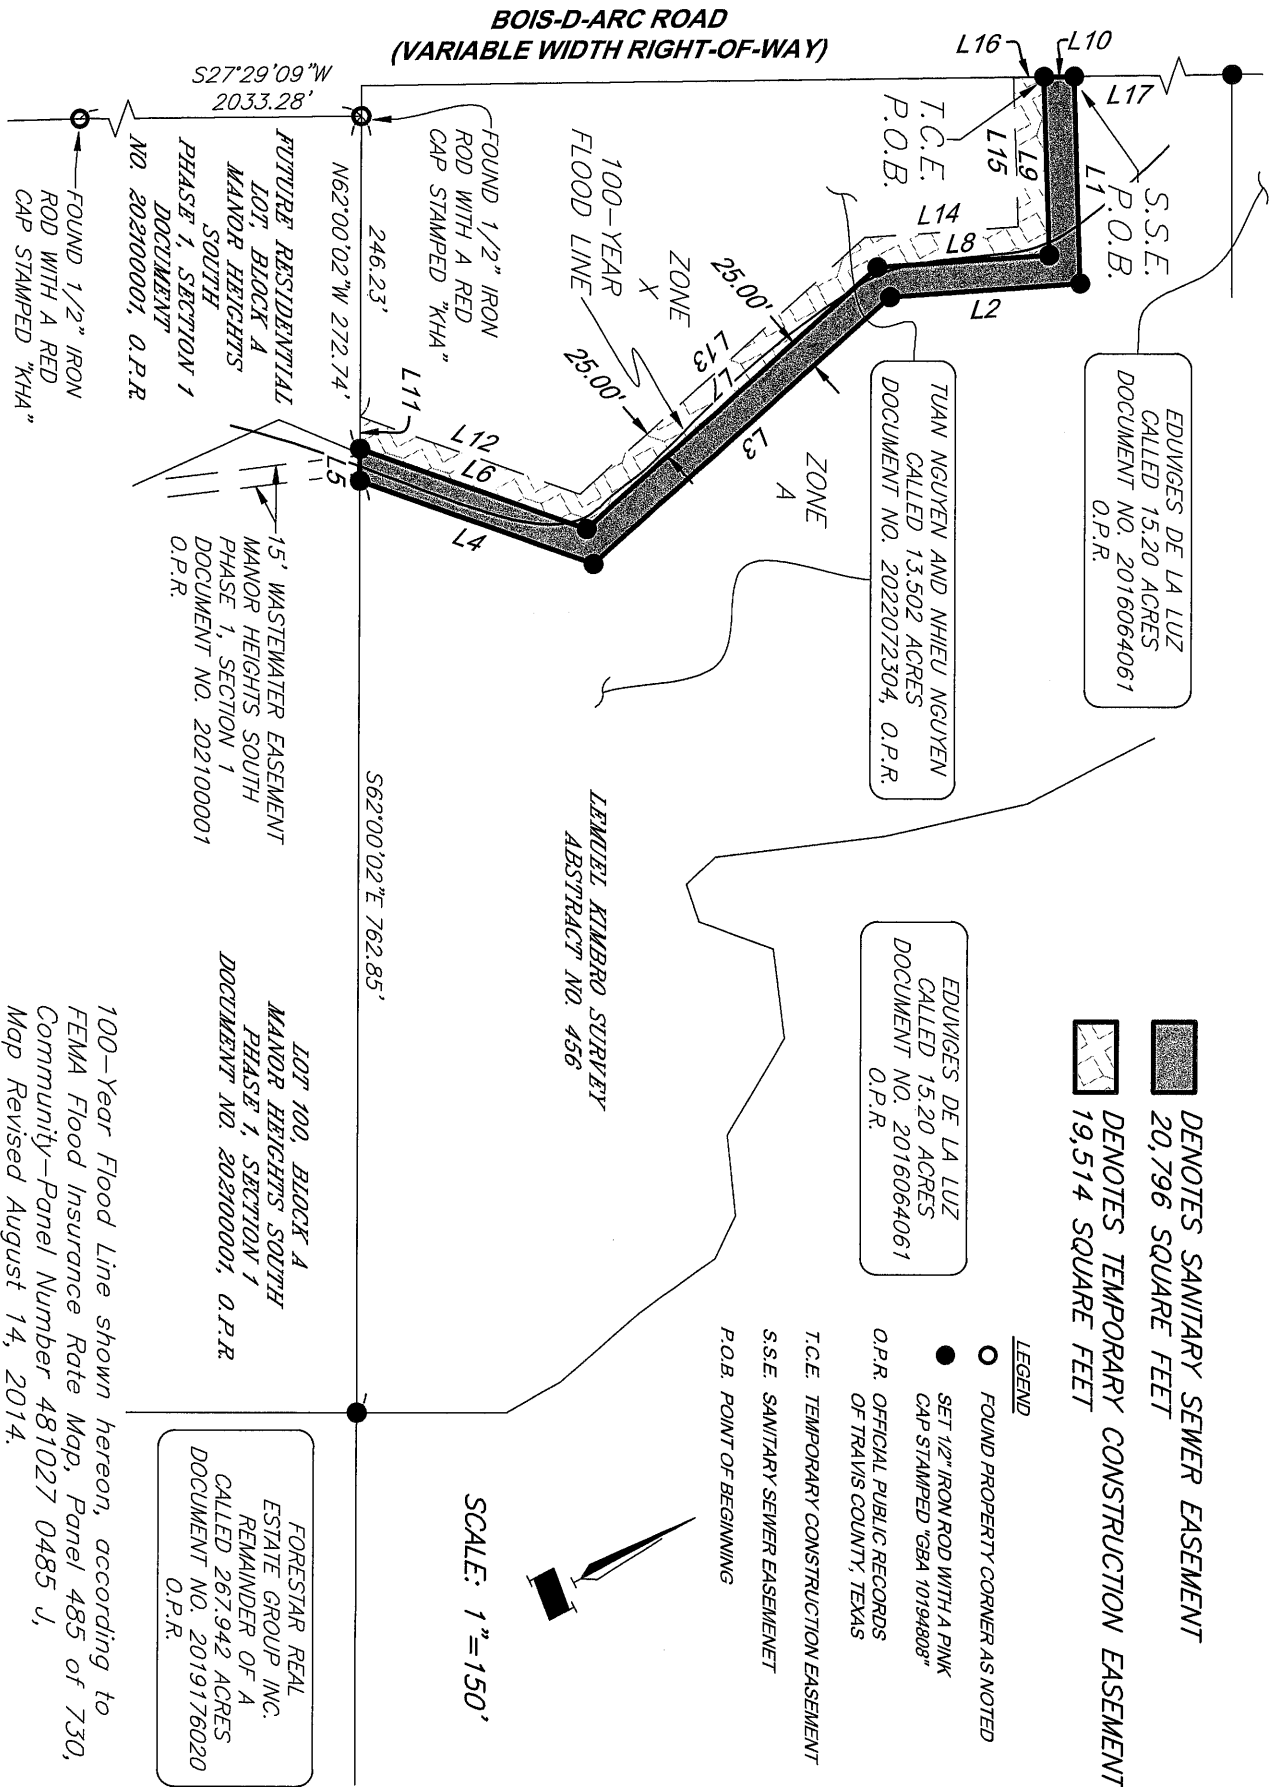 BOIS-D-ARC ROAD
(VARIABLE WIDTH RIGHT-OF-WAY)
L16
L10
L17
L1
S.S.E.
P.O.B.
T.C.E.
P.O.B.
L9
L15
L14
L8
L2
EDUVIGES DE LA LUZ
CALLED 15.20 ACRES
DOCUMENT NO. 2016064061
O.P.R.
TUAN NGUYEN AND NHIEU NGUYEN
CALLED 13.502 ACRES
DOCUMENT NO. 2022072304, O.P.R.
100-YEAR
FLOOD LINE
ZONE
X
25.00'
L13
L7
25.00'
L3
ZONE
A
FOUND 1/2" IRON
ROD WITH A RED
CAP STAMPED "KHA"
S27°29'09"W
2033.28'
246.23'
N62°00'02"W 272.74'
L11
L12
L6
L5
L4
FUTURE RESIDENTIAL
LOT, BLOCK A
MANOR HEIGHTS
SOUTH
PHASE 1, SECTION 1
DOCUMENT
NO. 202100001, O.P.R.
FOUND 1/2" IRON
ROD WITH A RED
CAP STAMPED "KHA"
15' WASTEWATER EASEMENT
MANOR HEIGHTS SOUTH
PHASE 1, SECTION 1
DOCUMENT NO. 202100001
O.P.R.
S62°00'02"E 762.85'
LEMUEL KIMBRO SURVEY
ABSTRACT NO. 456
EDUVIGES DE LA LUZ
CALLED 15.20 ACRES
DOCUMENT NO. 2016064061
O.P.R.
LOT 100, BLOCK A
MANOR HEIGHTS SOUTH
PHASE 1, SECTION 1
DOCUMENT NO. 202100001, O.P.R.
DENOTES SANITARY SEWER EASEMENT
20,796 SQUARE FEET
DENOTES TEMPORARY CONSTRUCTION EASEMENT
19,514 SQUARE FEET
LEGEND
FOUND PROPERTY CORNER AS NOTED
SET 1/2" IRON ROD WITH A PINK
CAP STAMPED "GBA 10194808"
O.P.R. OFFICIAL PUBLIC RECORDS
OF TRAVIS COUNTY, TEXAS
T.C.E. TEMPORARY CONSTRUCTION EASEMENT
S.S.E. SANITARY SEWER EASEMENET
P.O.B. POINT OF BEGINNING
SCALE: 1"=150'
FORESTAR REAL
ESTATE GROUP INC.
REMAINDER OF A
CALLED 267.942 ACRES
DOCUMENT NO. 2019176020
O.P.R.
100-Year Flood Line shown hereon, according to
FEMA Flood Insurance Rate Map, Panel 485 of 730,
Community-Panel Number 481027 0485 J,
Map Revised August 14, 2014.